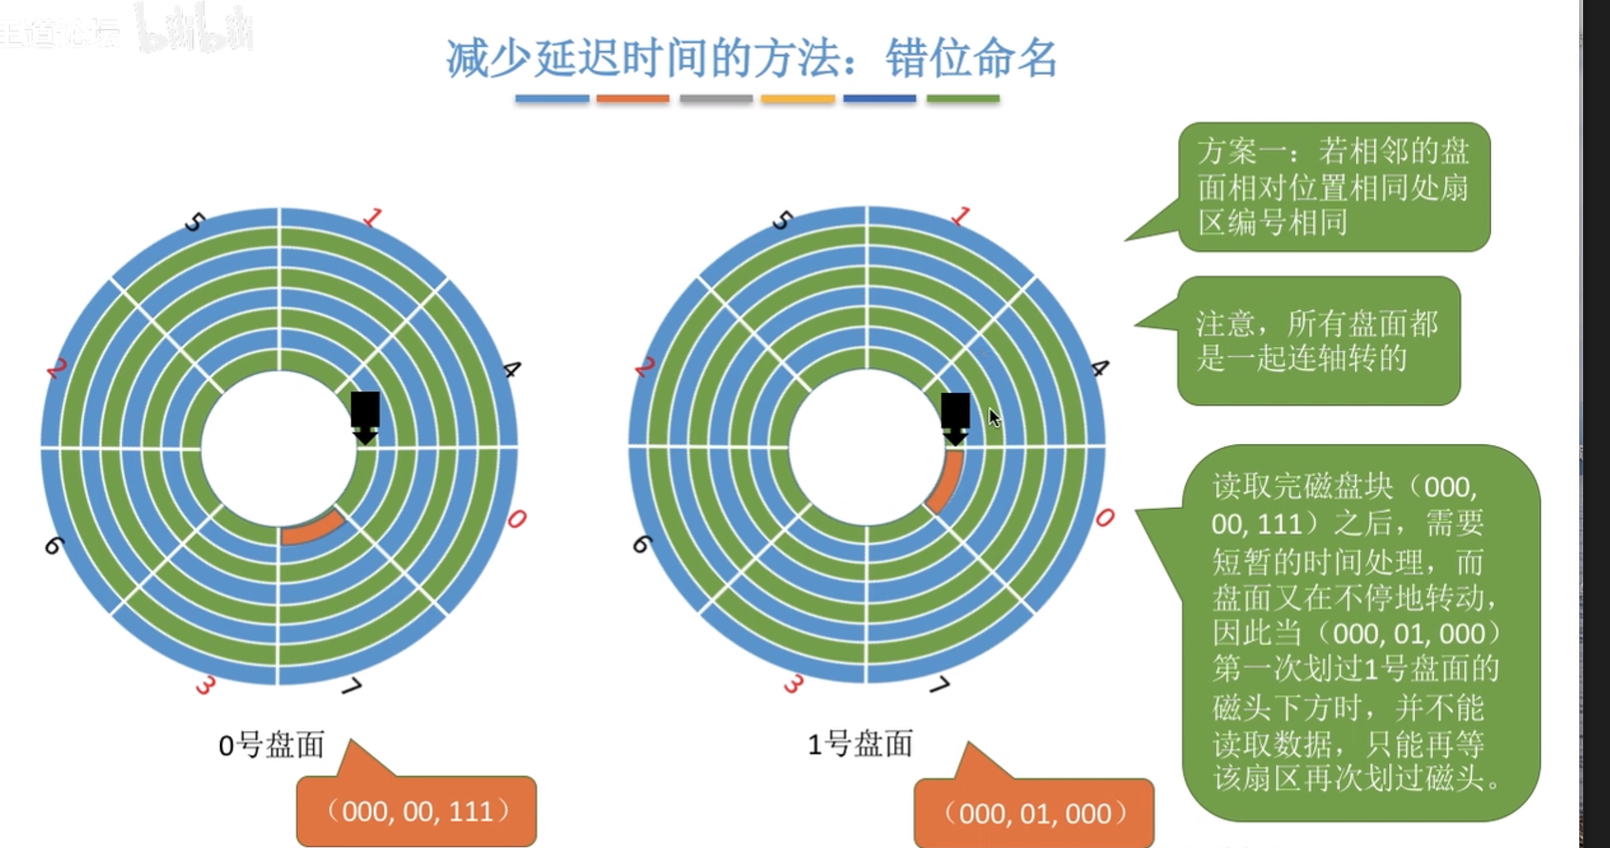 王道论坛 bilibili
减少延迟时间的方法：错位命名
方案一：若相邻的盘
面相对位置相同处扇
区编号相同
注意，所有盘面都
是一起连轴转的
读取完磁盘块（000,
00, 111）之后，需要
短暂的时间处理，而
盘面又在不停地转动，
因此当（000, 01, 000）
第一次划过1号盘面的
磁头下方时，并不能
读取数据，只能再等
该扇区再次划过磁头。
5
1
2
4
6
0
3
7
0号盘面
（000, 00, 111）
5
1
2
4
6
0
3
7
1号盘面
（000, 01, 000）